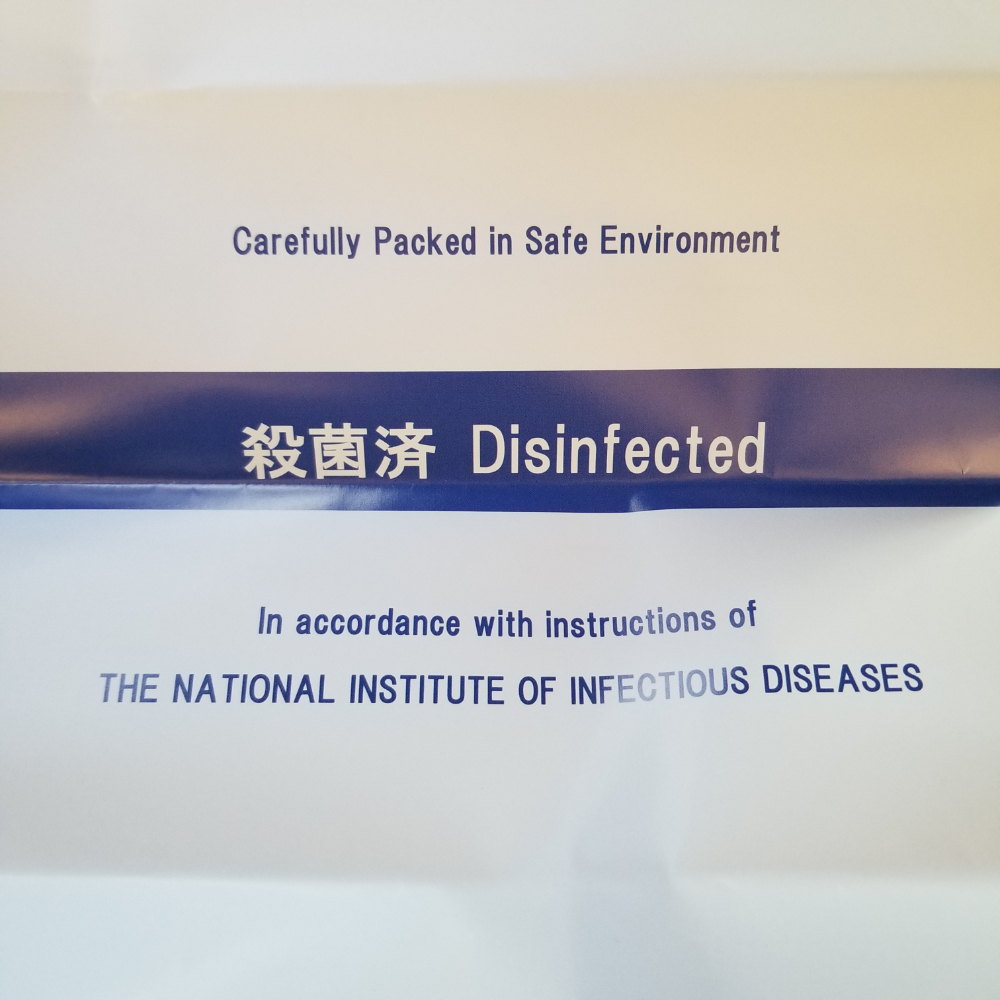 Carefully Packed in Safe Environment
殺菌済 Disinfected
In accordance with instructions of
THE NATIONAL INSTITUTE OF INFECTIOUS DISEASES